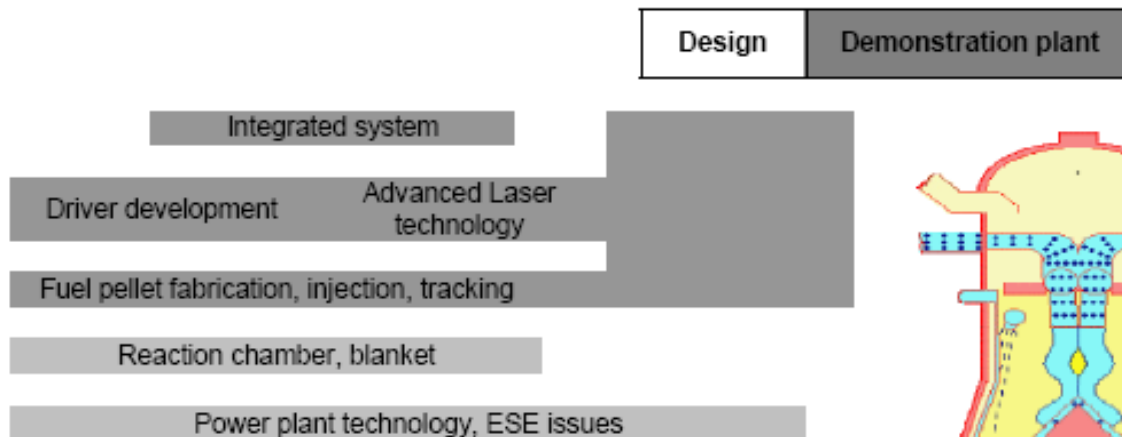 Design Demonstration plant
Integrated system
Driver development
Advanced Laser
technology
Fuel pellet fabrication, injection, tracking
Reaction chamber, blanket
Power plant technology, ESE issues